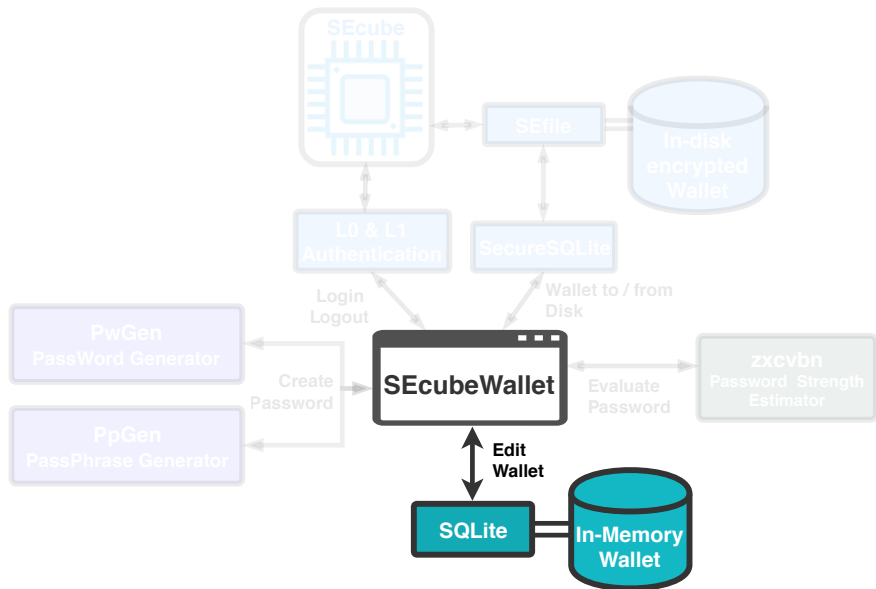 SEcube
SEfile
In-disk
encrypted
Wallet
L0 & L1
Authentication
SecureSQLite
Login
Logout
Wallet to / from
Disk
PwGen
PassWord Generator
SEcubeWallet
zxcvbn
Password Strength
Estimator
Create
Password
Evaluate
Password
PpGen
PassPhrase Generator
Edit
Wallet
SQLite
In-Memory
Wallet